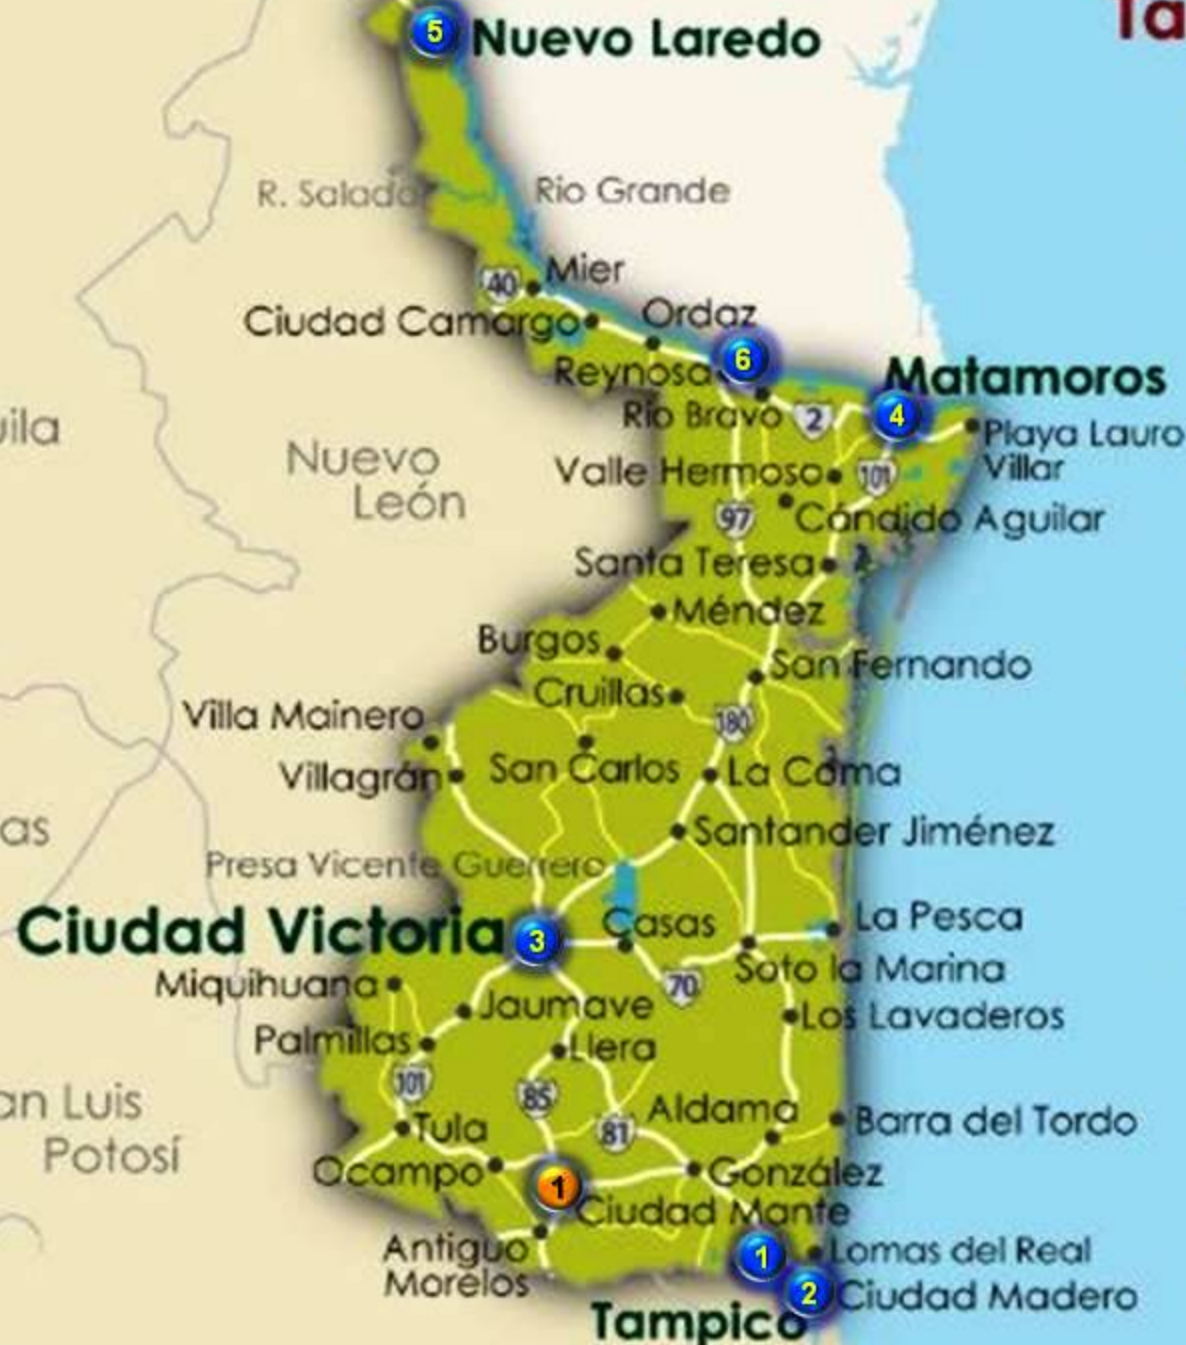 Ta
5
Nuevo Laredo
R. Salado
Rio Grande
40
Mier
Ciudad Camargo
Ordaz
6
Reynosa
Matamoros
Río Bravo
2
4
Playa Lauro
Villar
uila
Nuevo
León
Valle Hermoso
101
97
Cándido Aguilar
Santa Teresa
Méndez
Burgos
San Fernando
Cruillas
180
Villa Mainero
Villagrán
San Carlos
La Coma
as
Santander Jiménez
Presa Vicente Guerrero
Ciudad Victoria
3
Casas
La Pesca
Soto la Marina
Miquihuana
70
Jaumave
Los Lavaderos
Palmillas
Llera
101
85
an Luis
Potosí
Aldama
Barra del Tordo
81
Tula
Ocampo
González
1
Ciudad Mante
Antiguo
Morelos
1
Lomas del Real
2
Ciudad Madero
Tampico